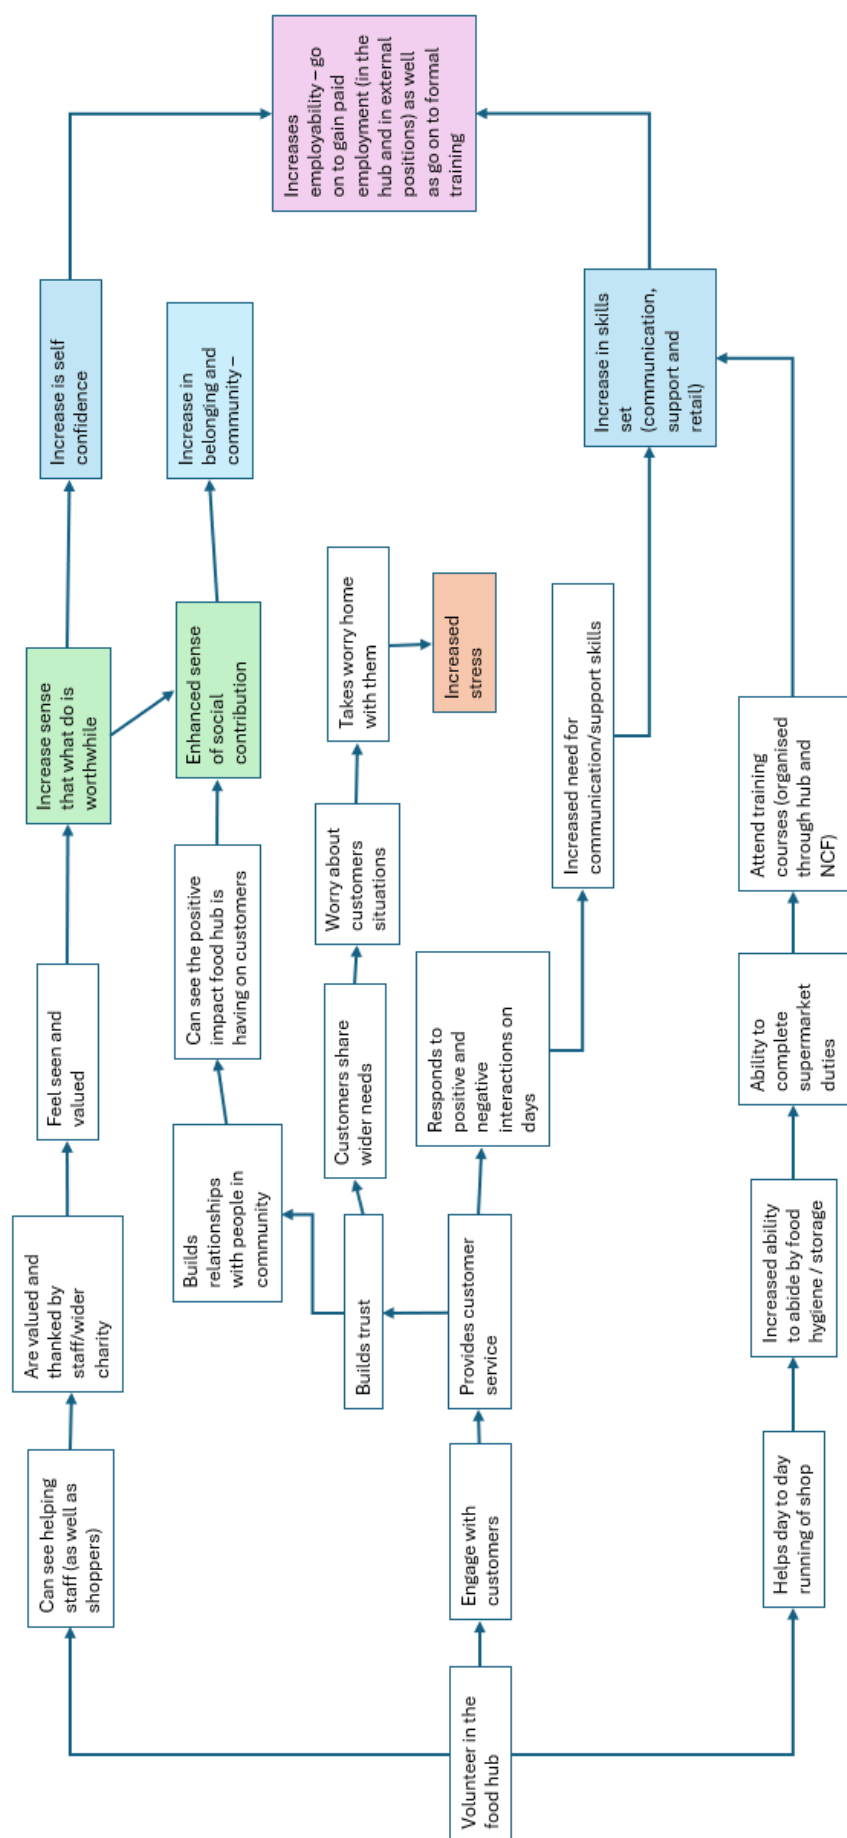 Volunteer in the
food hub
Can see helping
staff (as well as
shoppers)
Are valued and
thanked by
staff/wider
charity
Feel seen and
valued
Increase sense
that what do is
worthwhile
Increase is self
confidence
Increases
employability – go
on to gain paid
employment (in the
hub and in external
positions) as well
as go on to formal
training
Builds
relationships
with people in
community
Can see the positive
impact food hub is
having on customers
Enhanced sense
of social
contribution
Increase in
belonging and
community –
Builds trust
Customers share
wider needs
Worry about
customers
situations
Takes worry home
with them
Increased
stress
Engage with
customers
Provides customer
service
Responds to
positive and
negative
interactions on
days
Increased need for
communication/support skills
Increase in skills
set
(communication,
support and
retail)
Helps day to day
running of shop
Increased ability
to abide by food
hygiene / storage
Ability to
complete
supermarket
duties
Attend training
courses (organised
through hub and
NCF)